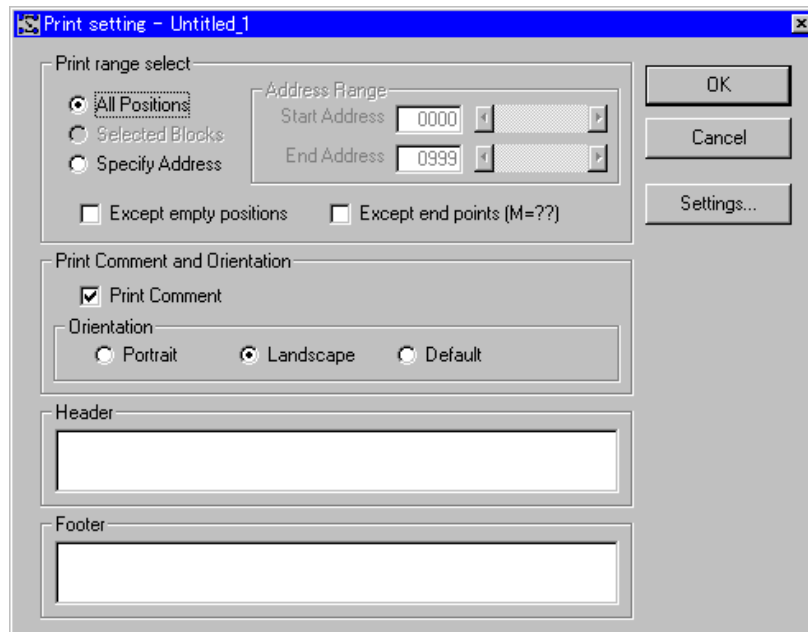 Print setting - Untitled_1
Print range select
All Positions
Selected Blocks
Specify Address
Address Range
Start Address 0000
End Address 0999
Except empty positions Except end points (M=??)
OK
Cancel
Settings...
Print Comment and Orientation
Print Comment
Orientation
Portrait Landscape Default
Header
Footer